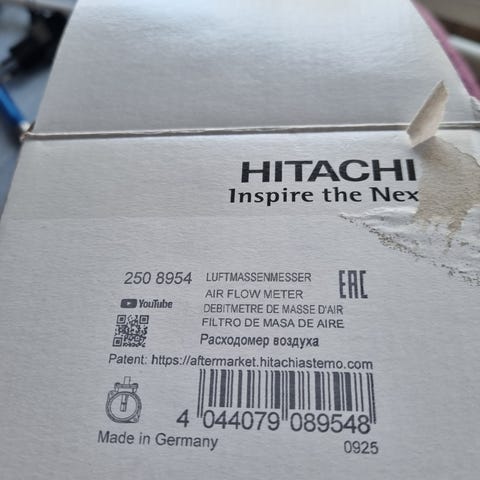 HITACHI
Inspire the Nex
250 8954 LUFTMASSENMESSER EAC
YouTube AIR FLOW METER
DEBITMETRE DE MASSE D'AIR
FILTRO DE MASA DE AIRE
Расходомер воздуха
Patent: https://aftermarket.hitachiastemo.com
4 044079 089548
Made in Germany 0925